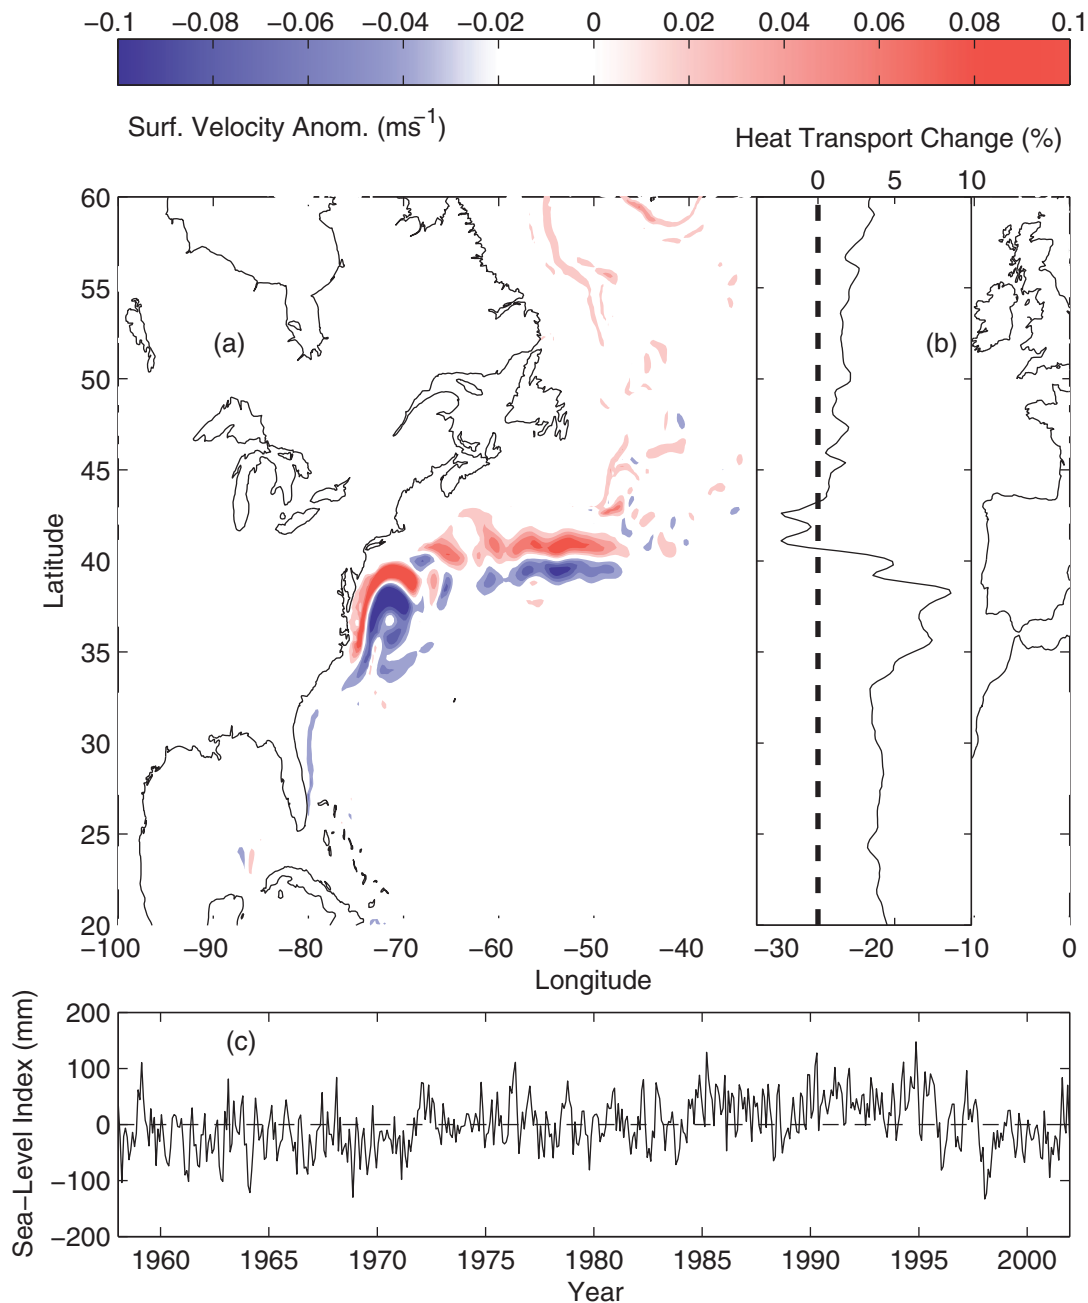 −0.1 −0.08 −0.06 −0.04 −0.02 0 0.02 0.04 0.06 0.08 0.1
Surf. Velocity Anom. (ms−1)
Heat Transport Change (%)
0 5 10
60
55
50
45
40
35
30
25
20
Latitude
(a)
(b)
−100 −90 −80 −70 −60 −50 −40 −30 −20 −10 0
Longitude
Sea−Level Index (mm)
200
100
0
−100
−200
(c)
1960 1965 1970 1975 1980 1985 1990 1995 2000
Year